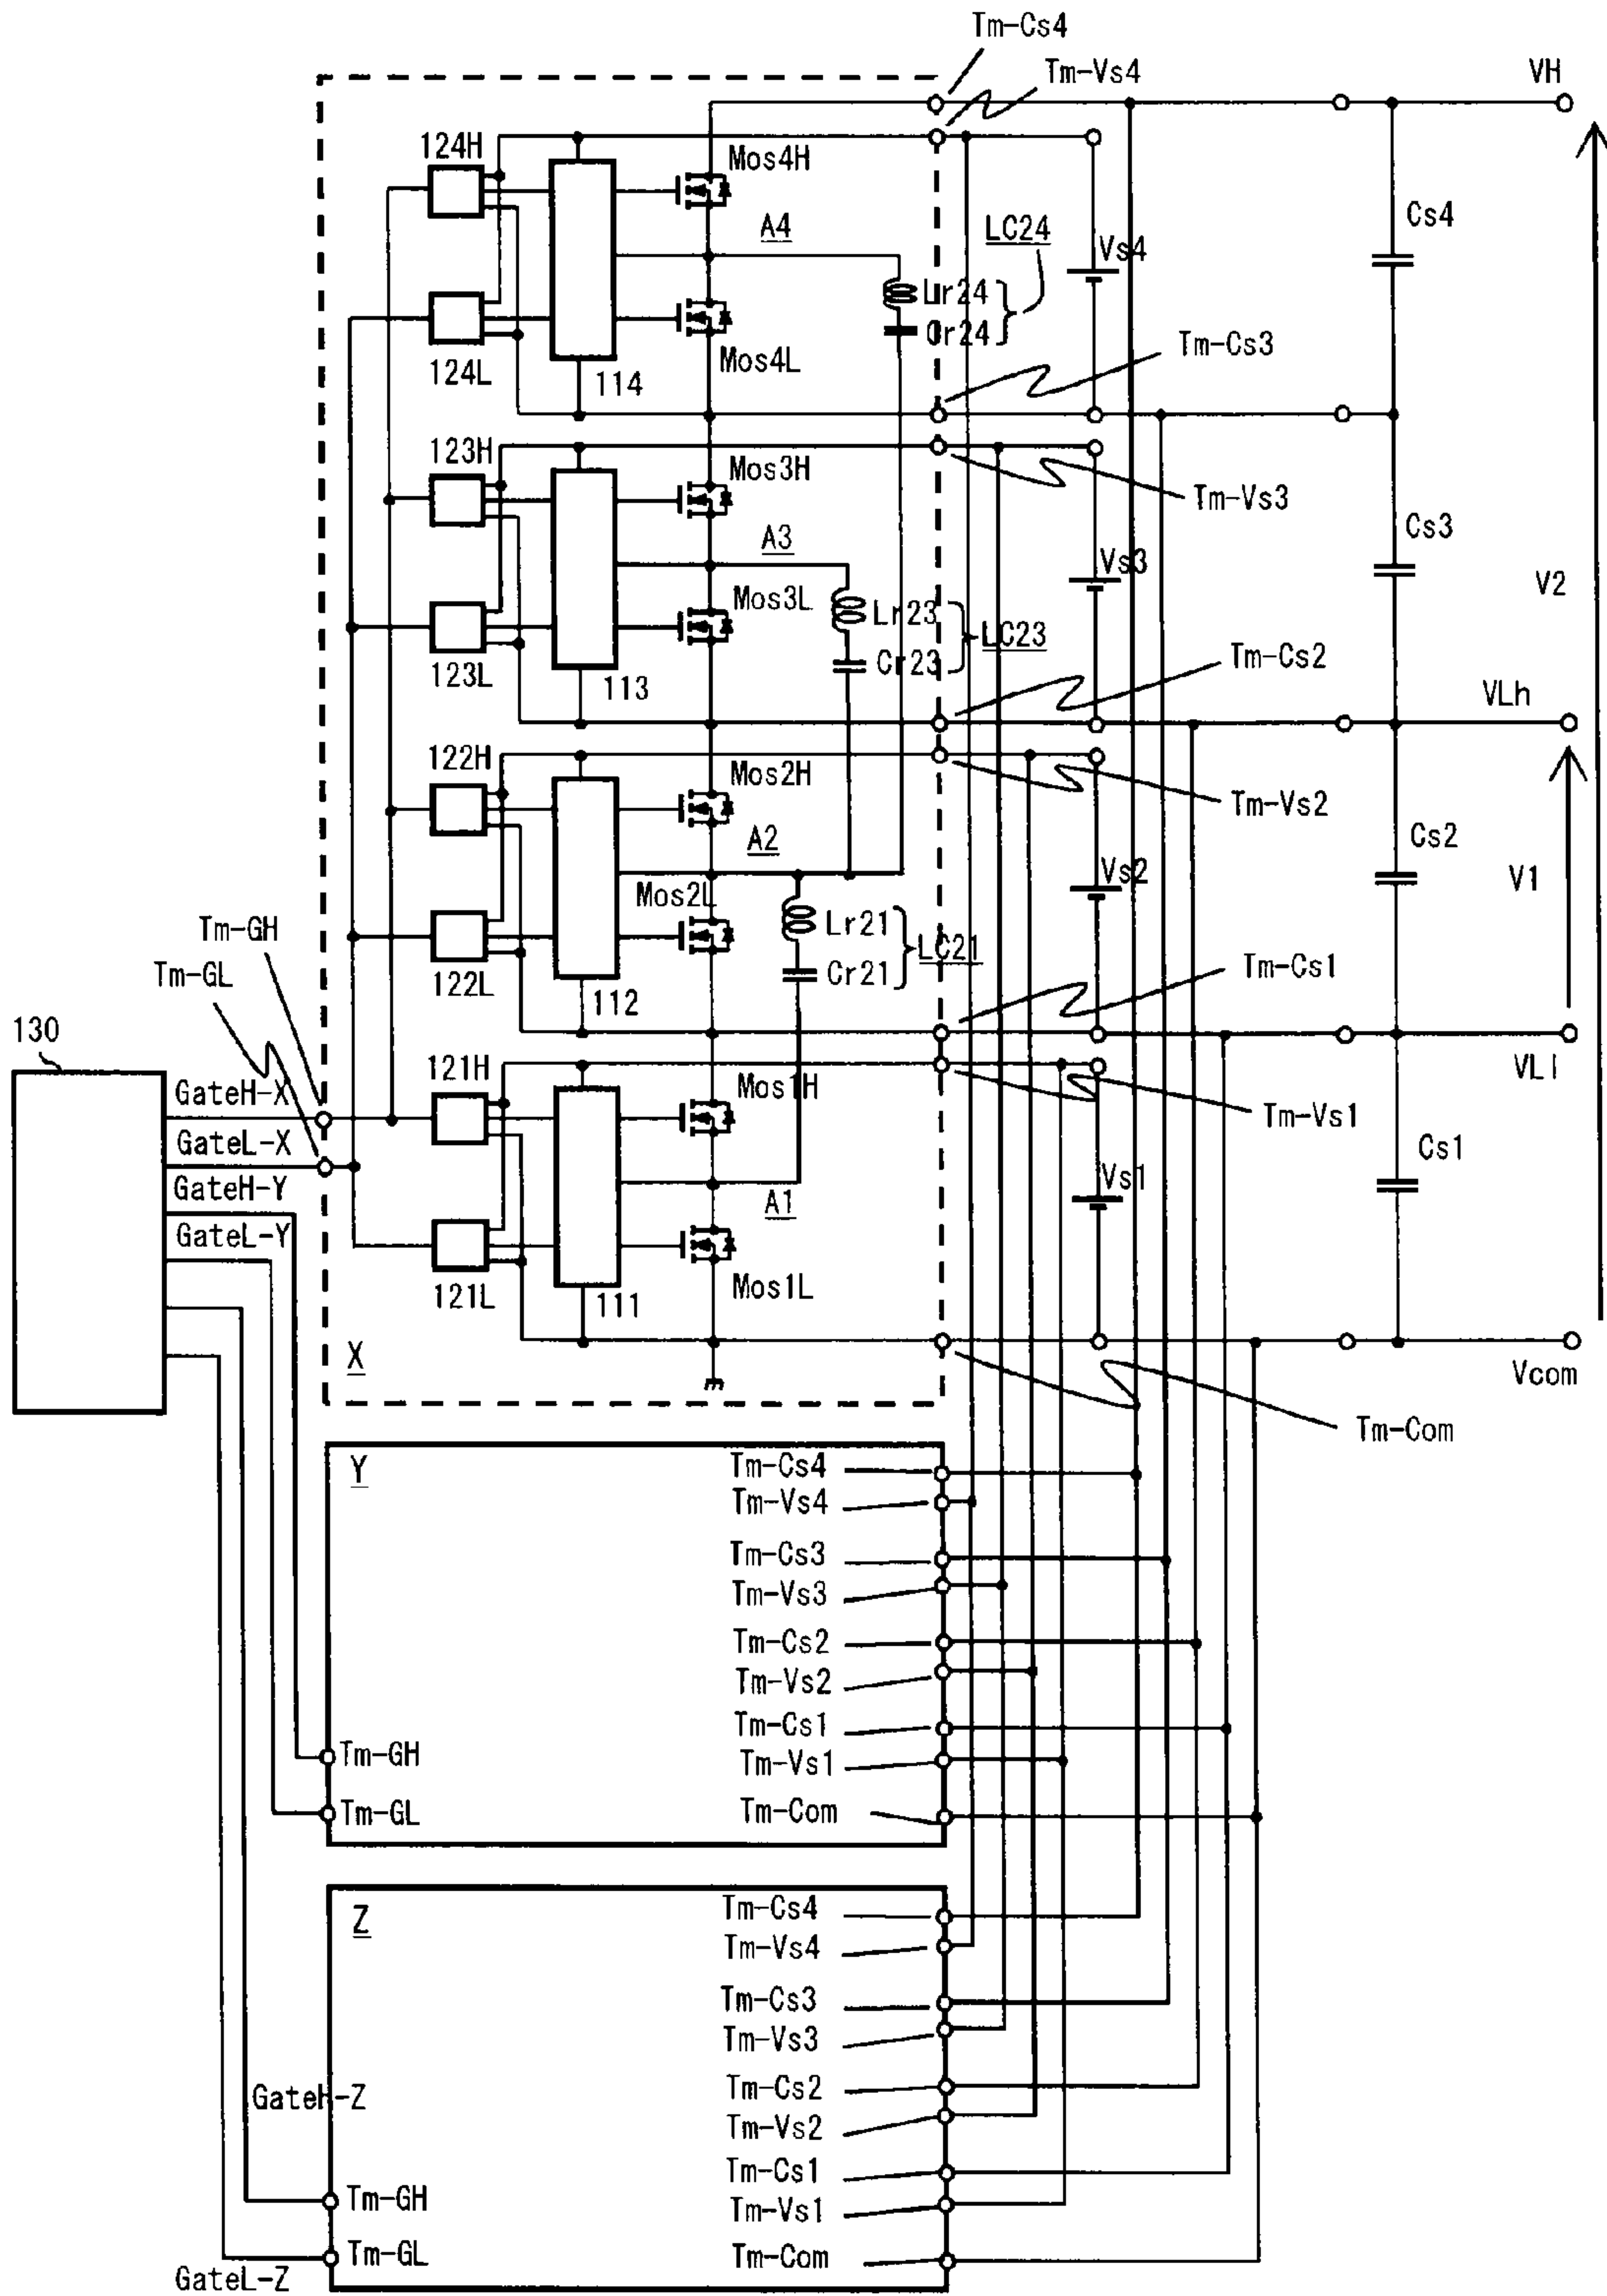 Tm-Cs4
Tm-Vs4
VH
124H
Mos4H
A4
LC24
Vs4
Cs4
Lr24
Cr24
Tm-Cs3
124L
114
Mos4L
123H
Mos3H
Tm-Vs3
A3
Vs3
Cs3
V2
Mos3L
Lr23
LC23
Cr23
Tm-Cs2
123L
113
VLh
122H
Mos2H
Tm-Vs2
A2
Cs2
Vs2
V1
Mos2L
Tm-GH
Lr21
LC21
Cr21
Tm-GL
Tm-Cs1
122L
112
130
121H
VLl
Mos1H
GateH-X
Tm-Vs1
GateL-X
Cs1
GateH-Y
Vs1
A1
GateL-Y
121L
111
Mos1L
X
Vcom
Tm-Com
Y
Tm-Cs4
Tm-Vs4
Tm-Cs3
Tm-Vs3
Tm-Cs2
Tm-Vs2
Tm-Cs1
Tm-GH
Tm-Vs1
Tm-GL
Tm-Com
Z
Tm-Cs4
Tm-Vs4
Tm-Cs3
Tm-Vs3
GateH-Z
Tm-Cs2
Tm-Vs2
Tm-Cs1
Tm-GH
Tm-Vs1
Tm-GL
Tm-Com
GateL-Z